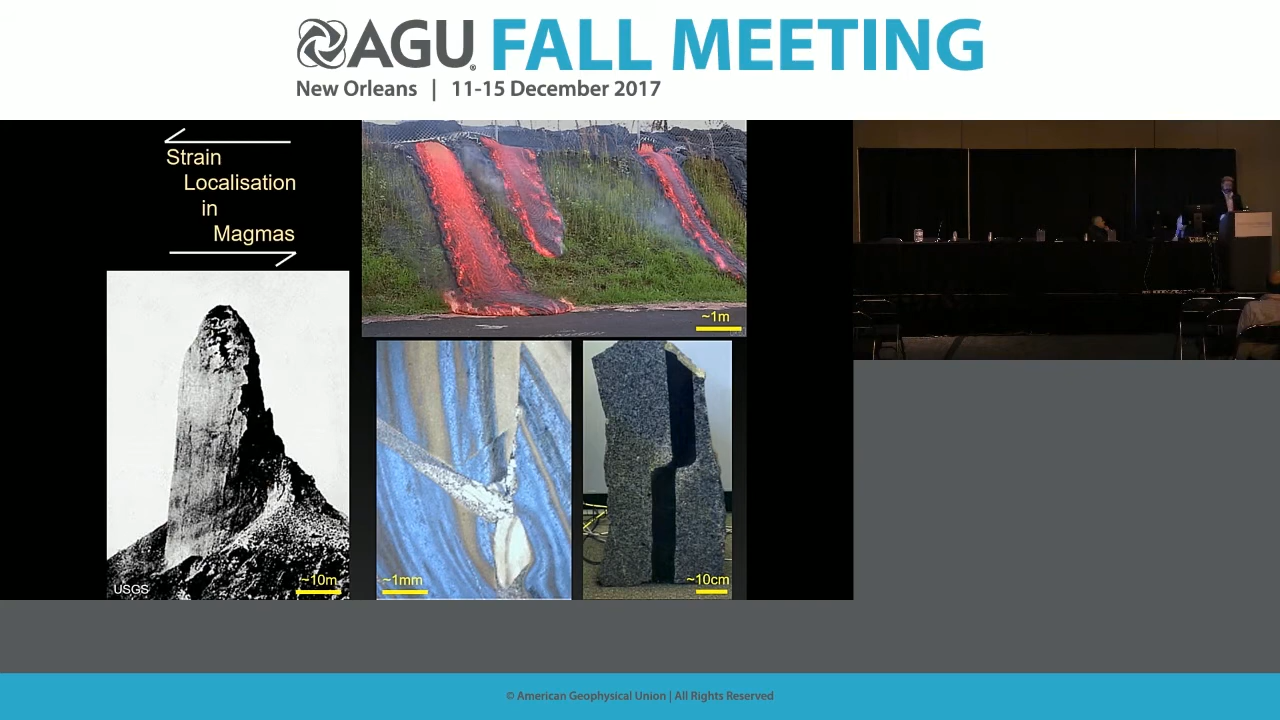 AGU FALL MEETING
New Orleans | 11-15 December 2017
Strain
Localisation
in
Magmas
~1m
USGS
~10m
~1mm
~10cm
© American Geophysical Union | All Rights Reserved